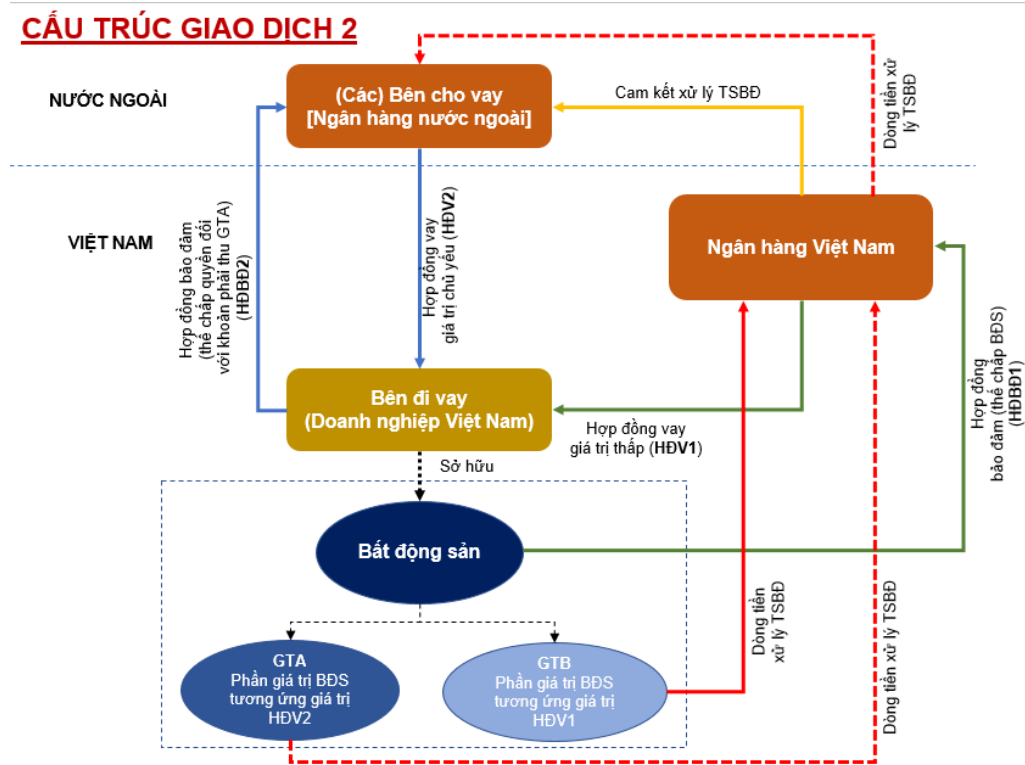 CẤU TRÚC GIAO DỊCH 2
NƯỚC NGOÀI
(Các) Bên cho vay
[Ngân hàng nước ngoài]
Cam kết xử lý TSBĐ
Dòng tiền xử
lý TSBĐ
VIỆT NAM
Hợp đồng bảo đảm
(thế chấp quyền đối
với khoản phải thu GTA)
(HĐBĐ2)
Hợp đồng vay
giá trị chủ yếu (HĐV2)
Ngân hàng Việt Nam
Bên đi vay
(Doanh nghiệp Việt Nam)
Hợp đồng vay
giá trị thấp (HĐV1)
Hợp đồng
bảo đảm (thế chấp BĐS)
(HĐBĐ1)
Sở hữu
Bất động sản
GTA
Phần giá trị BĐS
tương ứng giá trị
HĐV2
GTB
Phần giá trị BĐS
tương ứng giá trị
HĐV1
Dòng tiền
xử lý TSBĐ
Dòng tiền xử lý TSBĐ